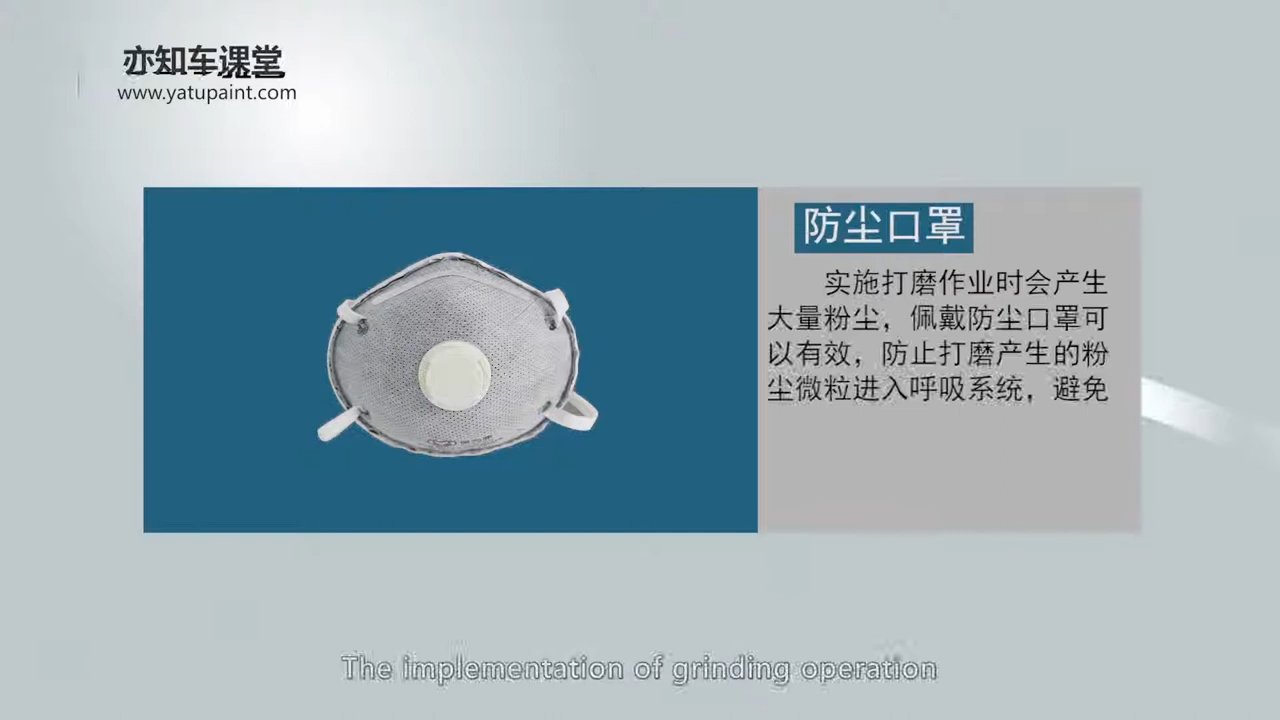 亦知车课堂
www.yatupaint.com
防尘口罩
实施打磨作业时会产生
大量粉尘，佩戴防尘口罩可
以有效，防止打磨产生的粉
尘微粒进入呼吸系统，避免
The implementation of grinding operation